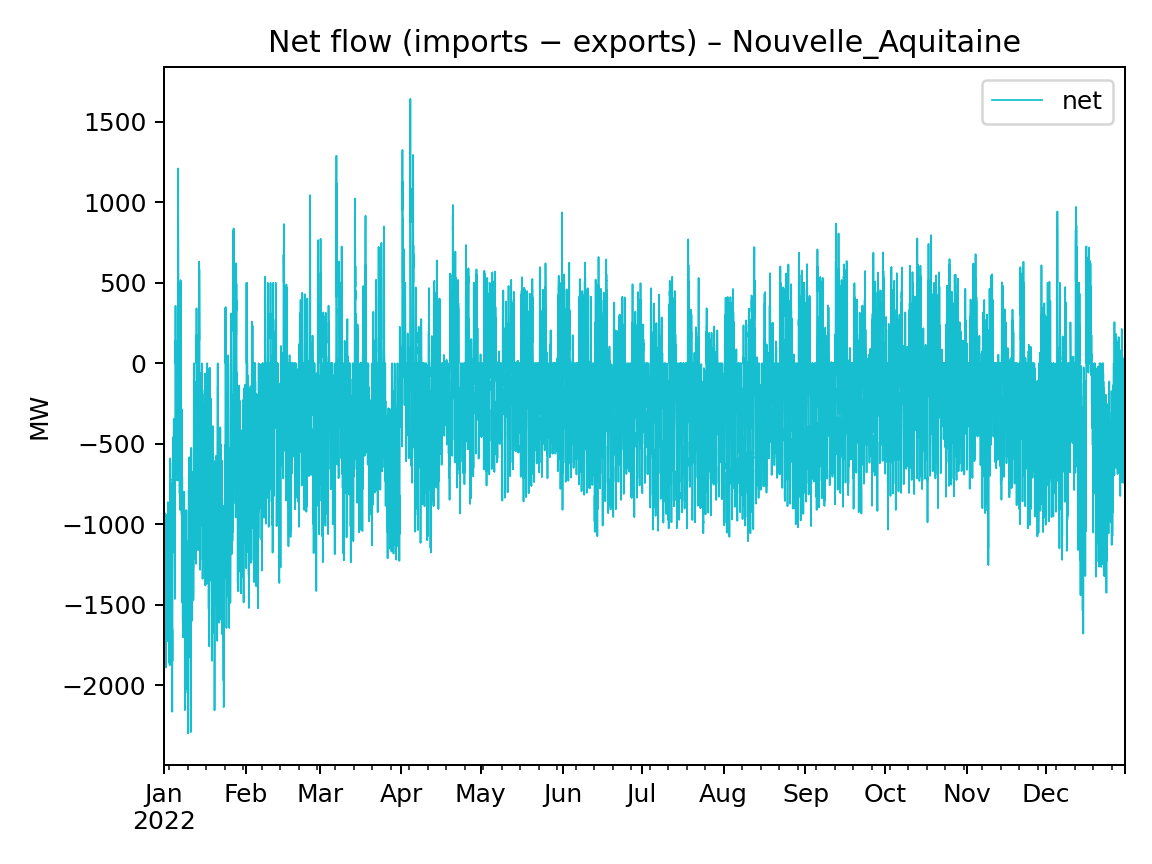 Net flow (imports − exports) – Nouvelle_Aquitaine
net
MW
1500
1000
500
0
−500
−1000
−1500
−2000
Jan Feb Mar Apr May Jun Jul Aug Sep Oct Nov Dec
2022